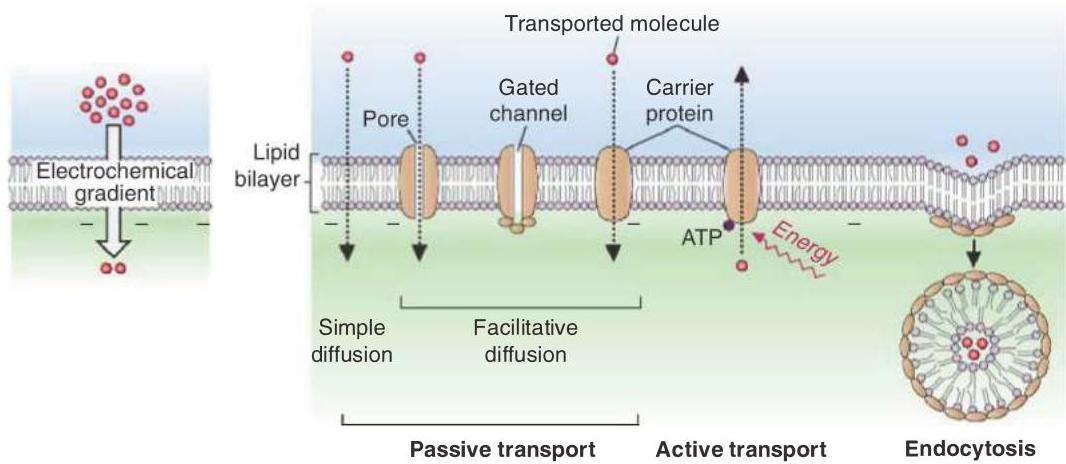 Transported molecule
Gated
channel
Carrier
protein
Pore
Lipid
bilayer
Electrochemical
gradient
ATP
Energy
Simple
diffusion
Facilitative
diffusion
Passive transport
Active transport
Endocytosis